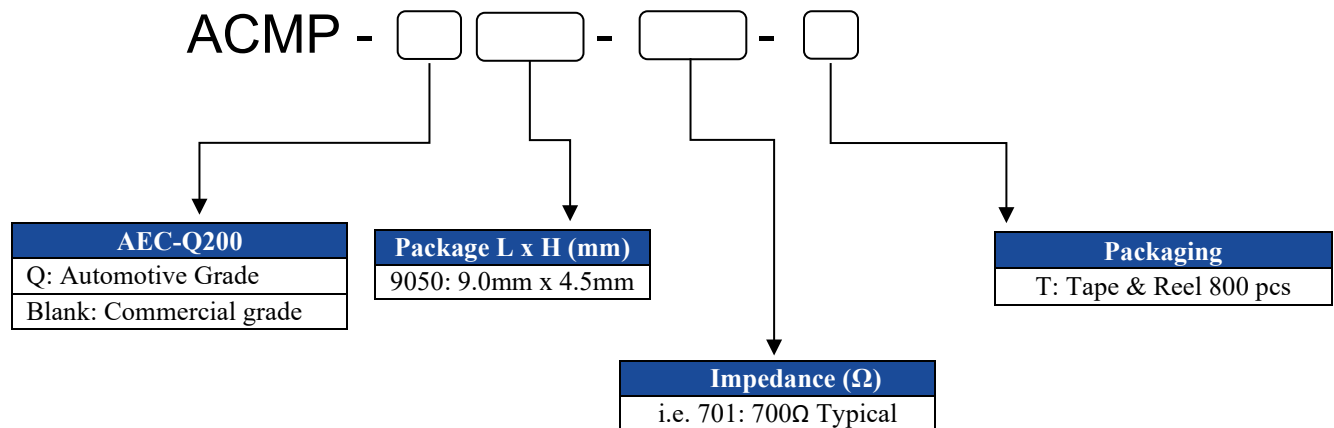 ACMP - - -
AEC-Q200
Q: Automotive Grade
Blank: Commercial grade
Package L x H (mm)
9050: 9.0mm x 4.5mm
Impedance (Ω)
i.e. 701: 700Ω Typical
Packaging
T: Tape & Reel 800 pcs